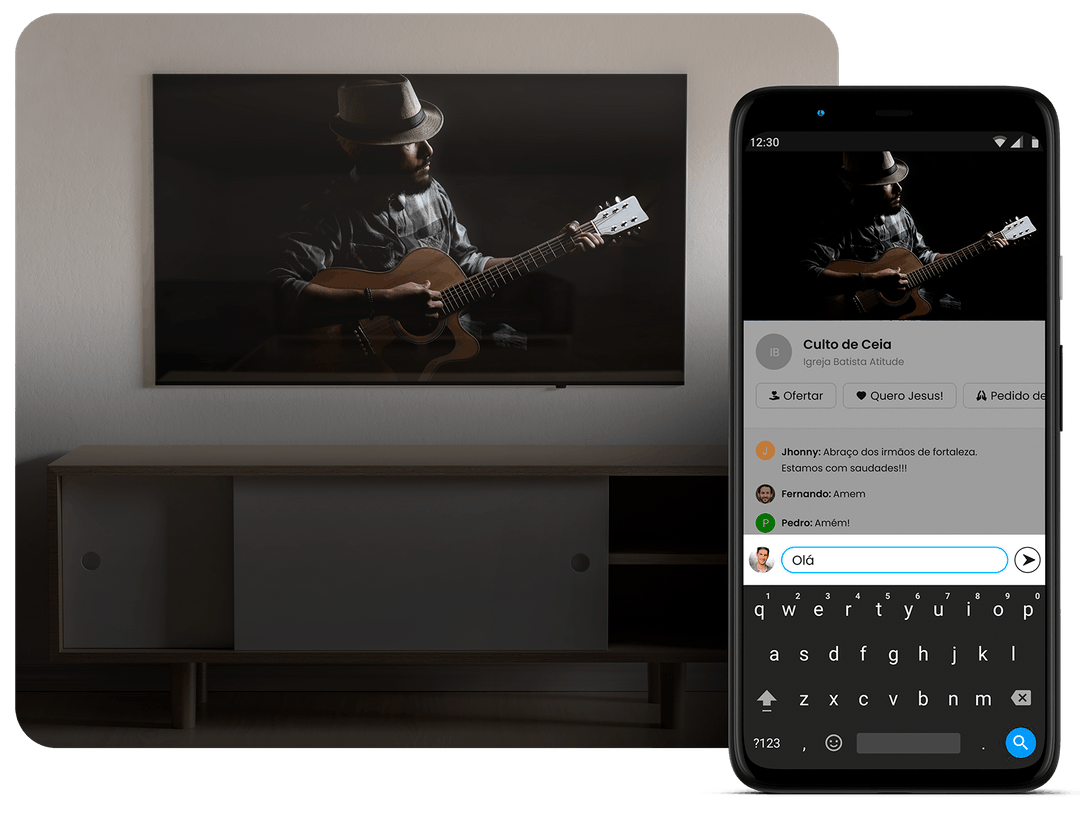 12:30
IB
Culto de Ceia
Igreja Batista Atitude
Ofertar
Quero Jesus!
Pedido de
J
Jhonny: Abraço dos irmãos de fortaleza.
Estamos com saudades!!!
Fernando: Amem
P
Pedro: Amém!
Olá
1 2 3 4 5 6 7 8 9 0
q w e r t y u i o p
a s d f g h j k l
z x c v b n m
?123 , .